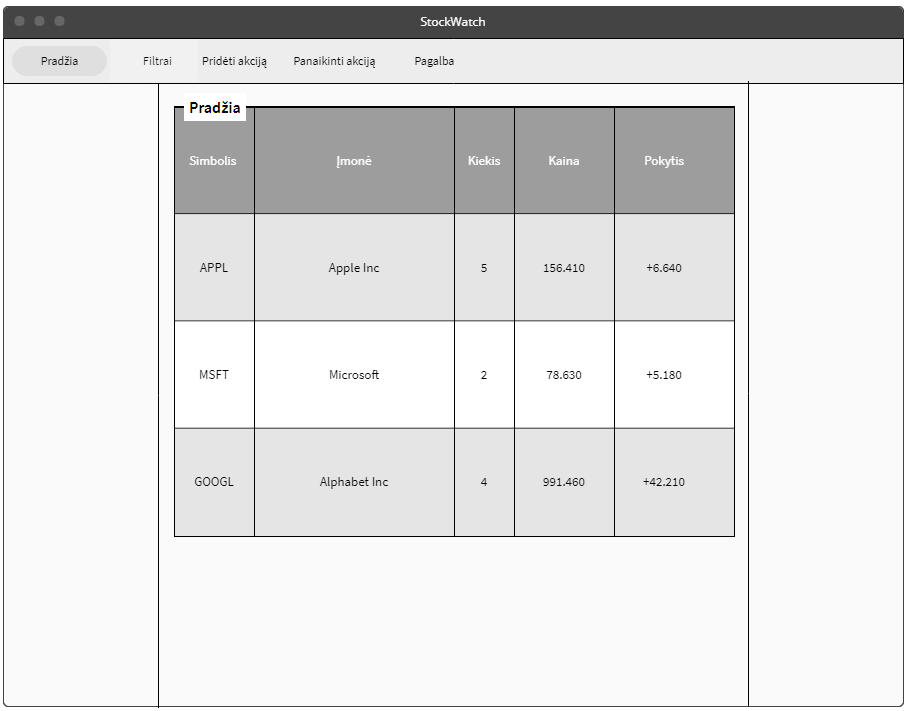 StockWatch
Pradžia Filtrai Pridėti akciją Panaikinti akciją Pagalba
Pradžia
Simbolis Įmonė Kiekis Kaina Pokytis
APPL Apple Inc 5 156.410 +6.640
MSFT Microsoft 2 78.630 +5.180
GOOGL Alphabet Inc 4 991.460 +42.210